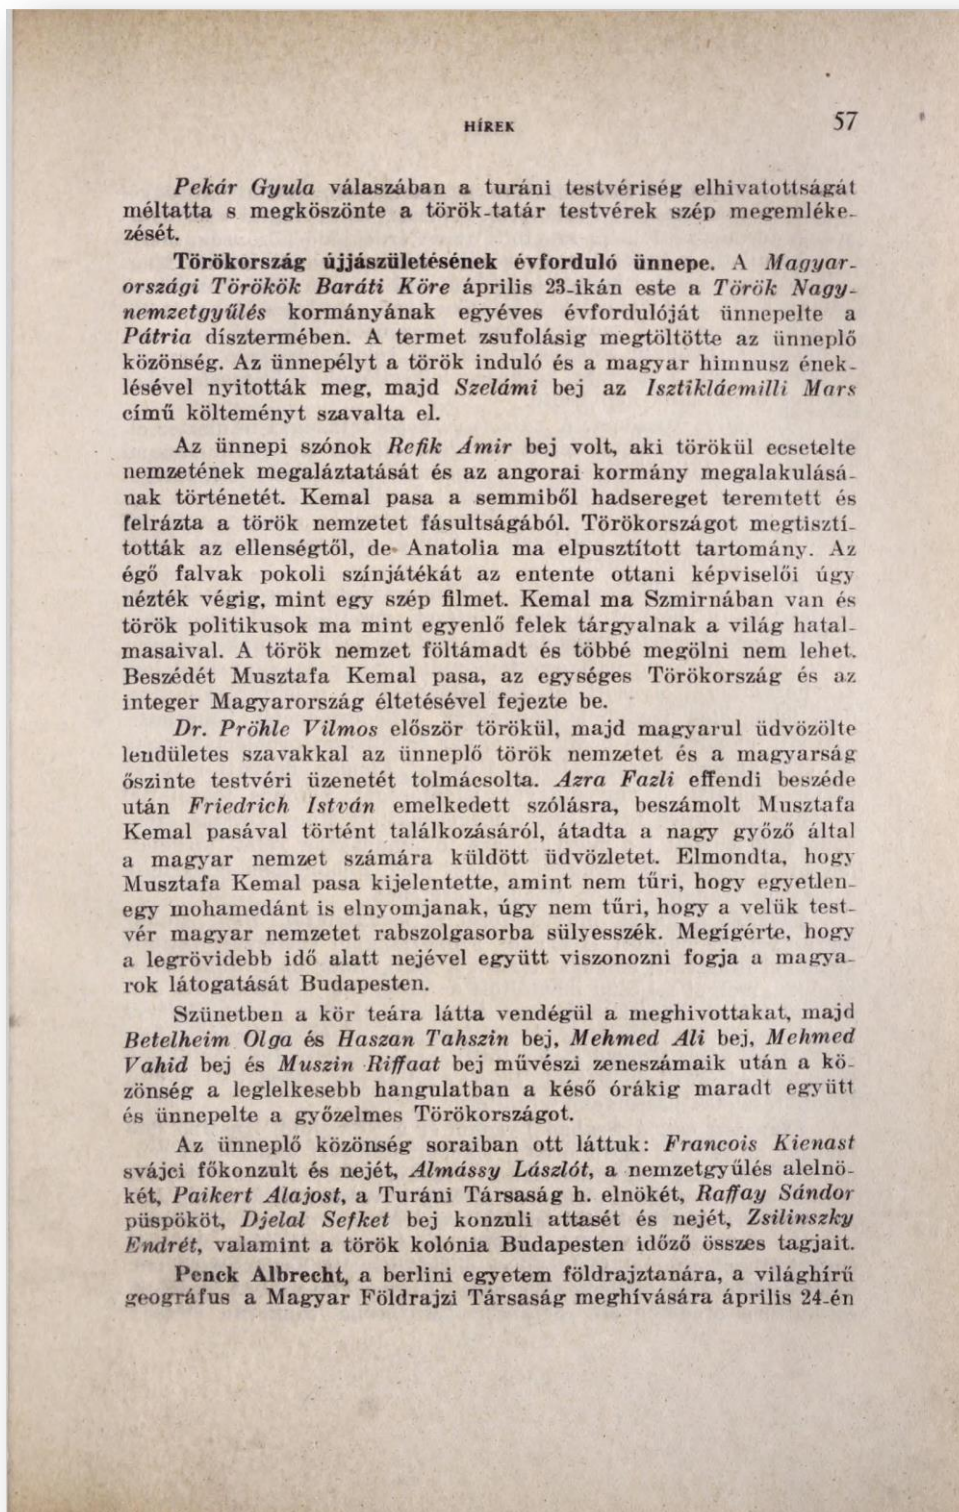 HÍREK 57
Pekár Gyula válaszában a turáni testvériség elhivatottságát
méltatta s megköszönte a török-tatár testvérek szép megemléke-
zését.
Törökország újjászületésének évforduló ünnepe. A Magyar-
országi Törökök Baráti Köre április 23-ikán este a Török Nagy-
nemzetgyűlés kormányának egyéves évfordulóját ünnepelte a
Pátria dísztermében. A termet zsufolásig megtöltötte az ünneplő
közönség. Az ünnepélyt a török induló és a magyar himnusz ének-
lésével nyitották meg, majd Szelámi bej az Isztikláemilli Mars
című költeményt szavalta el.
Az ünnepi szónok Refik Ámir bej volt, aki törökül ecsetelte
nemzetének megaláztatását és az angorai kormány megalakulásá-
nak történetét. Kemal pasa a semmiből hadsereget teremtett és
felrázta a török nemzetet fásultságából. Törökországot megtisztí-
tották az ellenségtől, de Anatolia ma elpusztított tartomány. Az
égő falvak pokoli színjátékát az entente ottani képviselői úgy
nézték végig, mint egy szép filmet. Kemal ma Szmirnában van és
török politikusok ma mint egyenlő felek tárgyalnak a világ hatal-
masaival. A török nemzet föltámadt és többé megölni nem lehet.
Beszédét Musztafa Kemal pasa, az egységes Törökország és az
integer Magyarország éltetésével fejezte be.
Dr. Pröhle Vilmos először törökül, majd magyarul üdvözölte
lendületes szavakkal az ünneplő török nemzetet és a magyarság
őszinte testvéri üzenetét tolmácsolta. Azra Fazli effendi beszéde
után Friedrich István emelkedett szólásra, beszámolt Musztafa
Kemal pasával történt találkozásáról, átadta a nagy győző által
a magyar nemzet számára küldött üdvözletet. Elmondta, hogy
Musztafa Kemal pasa kijelentette, amint nem tűri, hogy egyetlen-
egy mohamedánt is elnyomjanak, úgy nem tűri, hogy a velük test-
vér magyar nemzetet rabszolgasorba sülyesszék. Megígérte, hogy
a legrövidebb idő alatt nejével együtt viszonozni fogja a magya-
rok látogatását Budapesten.
Szünetben a kör teára látta vendégül a meghivottakat, majd
Betelheim Olga és Haszan Tahszin bej, Mehmed Ali bej, Mehmed
Vahid bej és Muszin Riffaat bej művészi zeneszámaik után a kö-
zönség a leglelkesebb hangulatban a késő órákig maradt együtt
és ünnepelte a győzelmes Törökországot.
Az ünneplő közönség soraiban ott láttuk: Francois Kienast
svájci főkonzult és nejét, Almássy Lászlót, a nemzetgyűlés alelnö-
két, Paikert Alajost, a Turáni Társaság h. elnökét, Raffay Sándor
püspököt, Djelal Sefket bej konzuli attasét és nejét, Zsilinszky
Endrét, valamint a török kolónia Budapesten időző összes tagjait.
Penck Albrecht, a berlini egyetem földrajztanára, a világhírű
geográfus a Magyar Földrajzi Társaság meghívására április 24-én